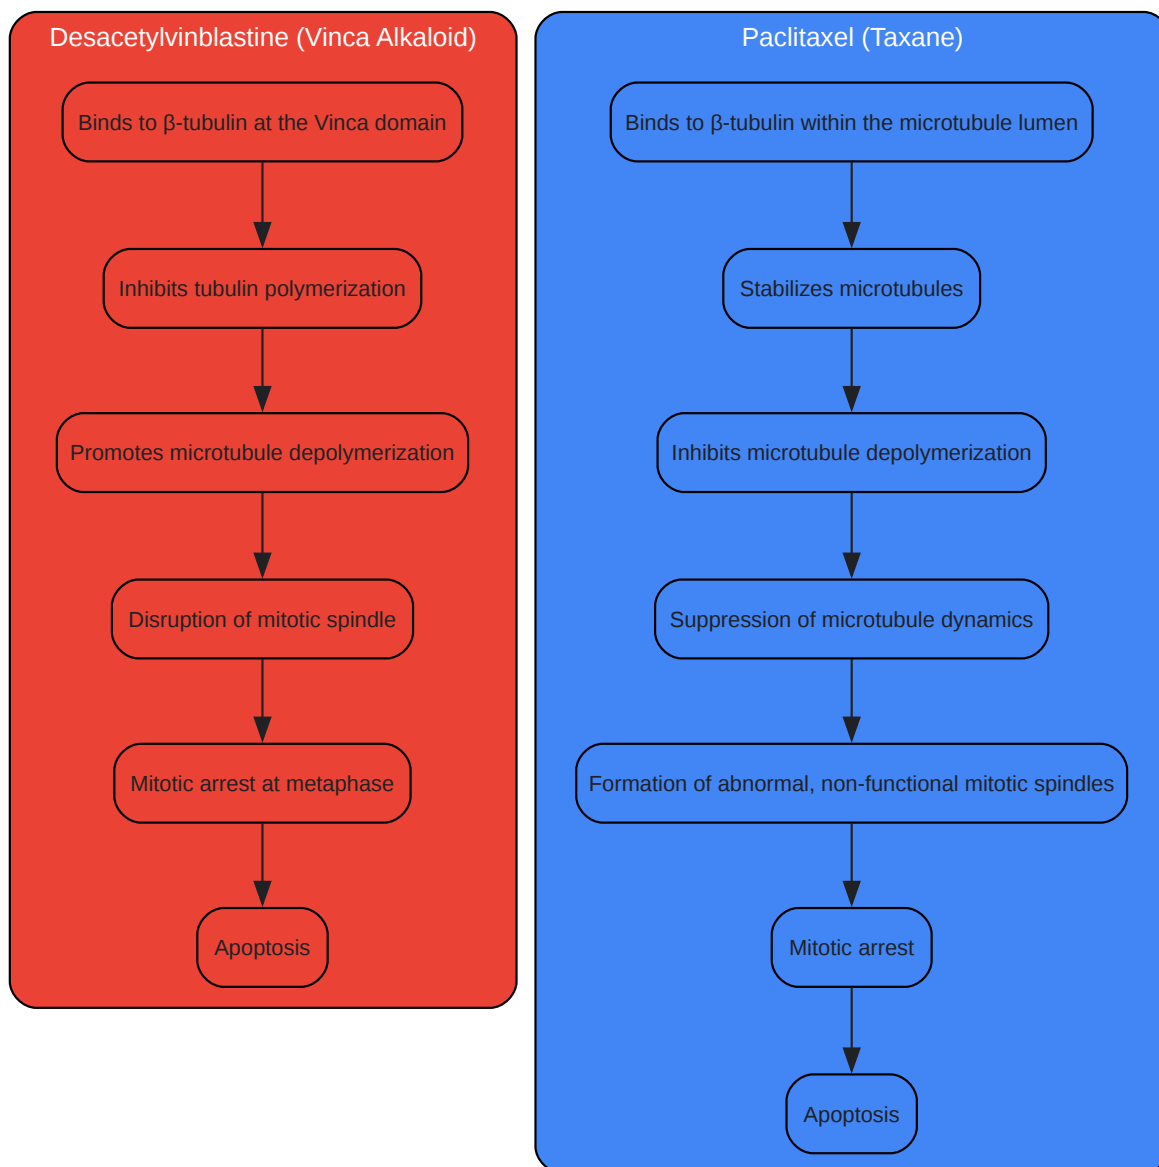 Desacetylvinblastine (Vinca Alkaloid)
Binds to β-tubulin at the Vinca domain
Inhibits tubulin polymerization
Promotes microtubule depolymerization
Disruption of mitotic spindle
Mitotic arrest at metaphase
Apoptosis
Paclitaxel (Taxane)
Binds to β-tubulin within the microtubule lumen
Stabilizes microtubules
Inhibits microtubule depolymerization
Suppression of microtubule dynamics
Formation of abnormal, non-functional mitotic spindles
Mitotic arrest
Apoptosis